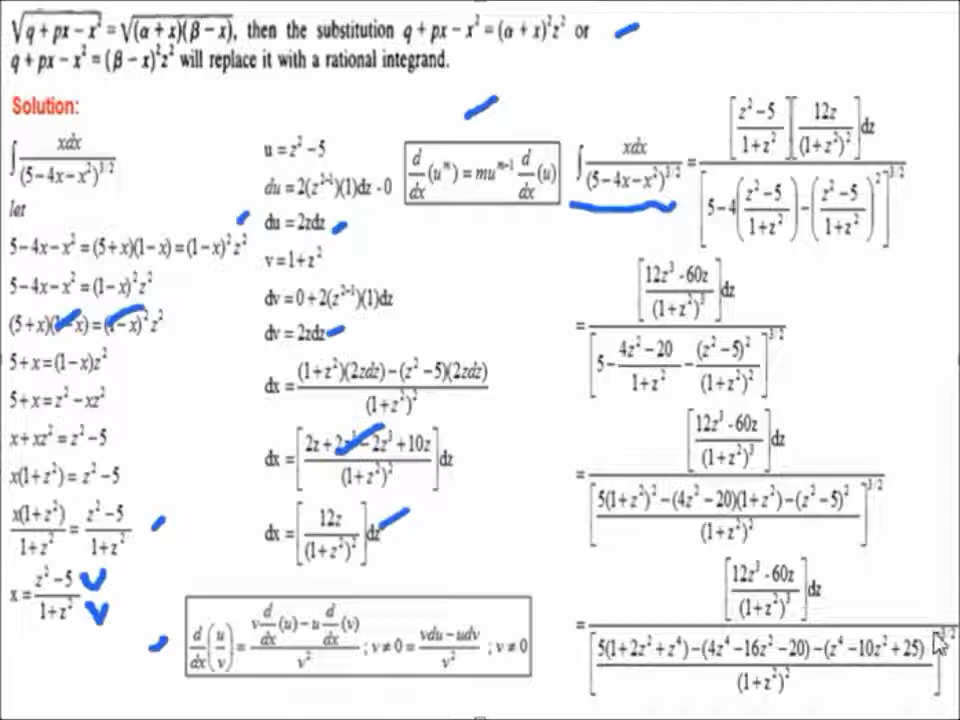 √(q + px − x²) = √((α + x)(β − x)), then the substitution q + px − x² = (α + x)²z² or
q + px − x² = (β − x)²z² will replace it with a rational integrand.
Solution:
∫ xdx / (5 − 4x − x²)^(3/2)
let
5 − 4x − x² = (5 + x)(1 − x) = (1 − x)² z²
5 − 4x − x² = (1 − x)² z²
(5 + x)(1 − x) = (1 − x)² z²
5 + x = (1 − x)z²
5 + x = z² − xz²
x + xz² = z² − 5
x(1 + z²) = z² − 5
x(1 + z²) / (1 + z²) = (z² − 5) / (1 + z²)
x = (z² − 5) / (1 + z²)
u = z² − 5
du = 2(z²⁻¹)(1)dz - 0
du = 2zdz
v = 1 + z²
dv = 0 + 2(z²⁻¹)(1)dz
dv = 2zdz
dx = ((1 + z²)(2zdz) − (z² − 5)(2zdz)) / (1 + z²)²
dx = [(2z + 2z³ − 2z³ + 10z) / (1 + z²)²] dz
dx = [12z / (1 + z²)²] dz
d/dx (u/v) = (v d/dx (u) − u d/dx (v)) / v² ; v ≠ 0 = (vdu − udv) / v² ; v ≠ 0
d/dx (uᵐ) = muᵐ⁻¹ d/dx (u)
∫ xdx / (5 − 4x − x²)^(3/2) = [(z² − 5) / (1 + z²)] [12z / (1 + z²)²] dz / [5 − 4((z² − 5) / (1 + z²)) − ((z² − 5) / (1 + z²))²]^(3/2)
= [(12z³ - 60z) / (1 + z²)³] dz / [5 − (4z² − 20) / (1 + z²) − (z² − 5)² / (1 + z²)²]^(3/2)
= [(12z³ - 60z) / (1 + z²)³] dz / [(5(1 + z²)² − (4z² − 20)(1 + z²) − (z² − 5)²) / (1 + z²)²]^(3/2)
= [(12z³ - 60z) / (1 + z²)³] dz / [(5(1 + 2z² + z⁴) − (4z⁴ − 16z² − 20) − (z⁴ − 10z² + 25)) / (1 + z²)²]^(3/2)